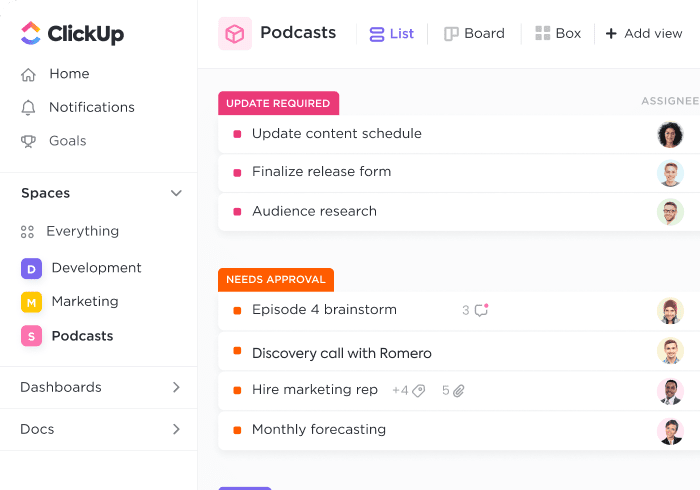 ClickUp
Home
Notifications
Goals
Spaces
Everything
D Development
M Marketing
S Podcasts
Dashboards
Docs
Podcasts List Board Box + Add view
UPDATE REQUIRED ASSIGNEE
Update content schedule
Finalize release form
Audience research
NEEDS APPROVAL
Episode 4 brainstorm 3
Discovery call with Romero
Hire marketing rep +4 5
Monthly forecasting